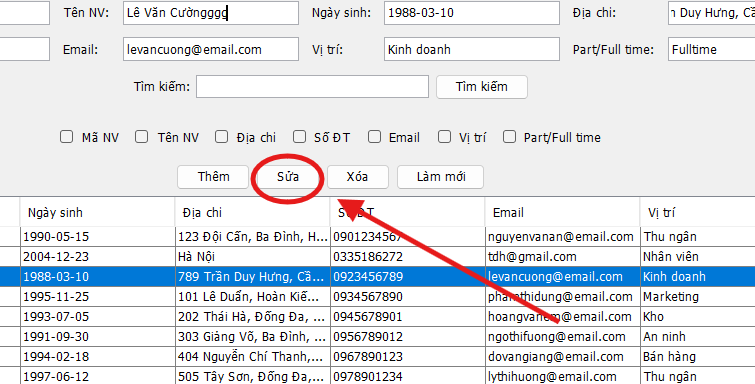 Tên NV: Lê Văn Cườngggg Ngày sinh: 1988-03-10 Địa chỉ: Duy Hưng, Cầ
Email: levancuong@email.com Vị trí: Kinh doanh Part/Full time: Fulltime
Tìm kiếm: Tìm kiếm
Mã NV Tên NV Địa chỉ Số ĐT Email Vị trí Part/Full time
Thêm Sửa Xóa Làm mới
Ngày sinh Địa chỉ Số ĐT Email Vị trí
1990-05-15 123 Đội Cấn, Ba Đình, H... 0901234567 nguyenvanan@email.com Thu ngân
2004-12-23 Hà Nội 0335186272 tdh@gmail.com Nhân viên
1988-03-10 789 Trần Duy Hưng, Cầ... 0923456789 levancuong@email.com Kinh doanh
1995-11-25 101 Lê Duẩn, Hoàn Kiế... 0934567890 phamthidung@email.com Marketing
1993-07-05 202 Thái Hà, Đống Đa, ... 0945678901 hoangvanem@email.com Kho
1991-09-30 303 Giảng Võ, Ba Đình, ... 0956789012 ngothifuong@email.com An ninh
1994-02-18 404 Nguyễn Chí Thanh,... 0967890123 dovangiang@email.com Bán hàng
1997-06-12 505 Tây Sơn, Đống Đa,... 0978901234 lythihuong@email.com Thu ngân